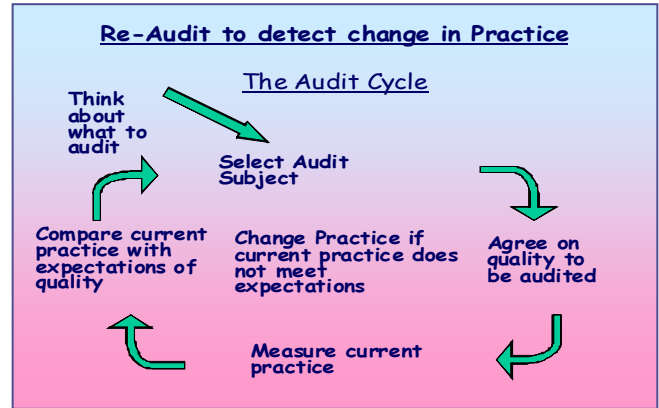 Re-Audit to detect change in Practice
The Audit Cycle
Think
about
what to
audit
Select Audit
Subject
Compare current
practice with
expectations of
quality
Change Practice if
current practice does
not meet
expectations
Agree on
quality to
be audited
Measure current
practice